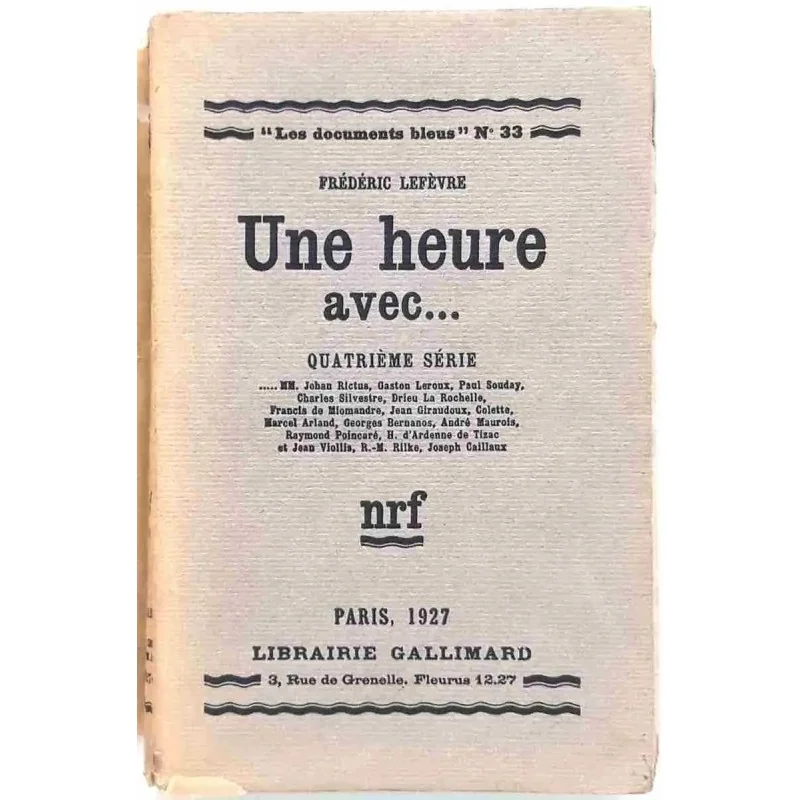 "Les documents bleus" N° 33
FRÉDÉRIC LEFÈVRE
Une heure
avec...
QUATRIÈME SÉRIE
..... MM. Jehan Rictus, Gaston Leroux, Paul Souday,
Charles Silvestre, Drieu La Rochelle,
Francis de Miomandre, Jean Giraudoux, Colette,
Marcel Arland, Georges Bernanos, André Maurois,
Raymond Poincaré, H. d'Ardenne de Tizac
et Jean Viollis, R.-M. Rilke, Joseph Caillaux
nrf
PARIS, 1927
LIBRAIRIE GALLIMARD
3, Rue de Grenelle. Fleurus 12.27